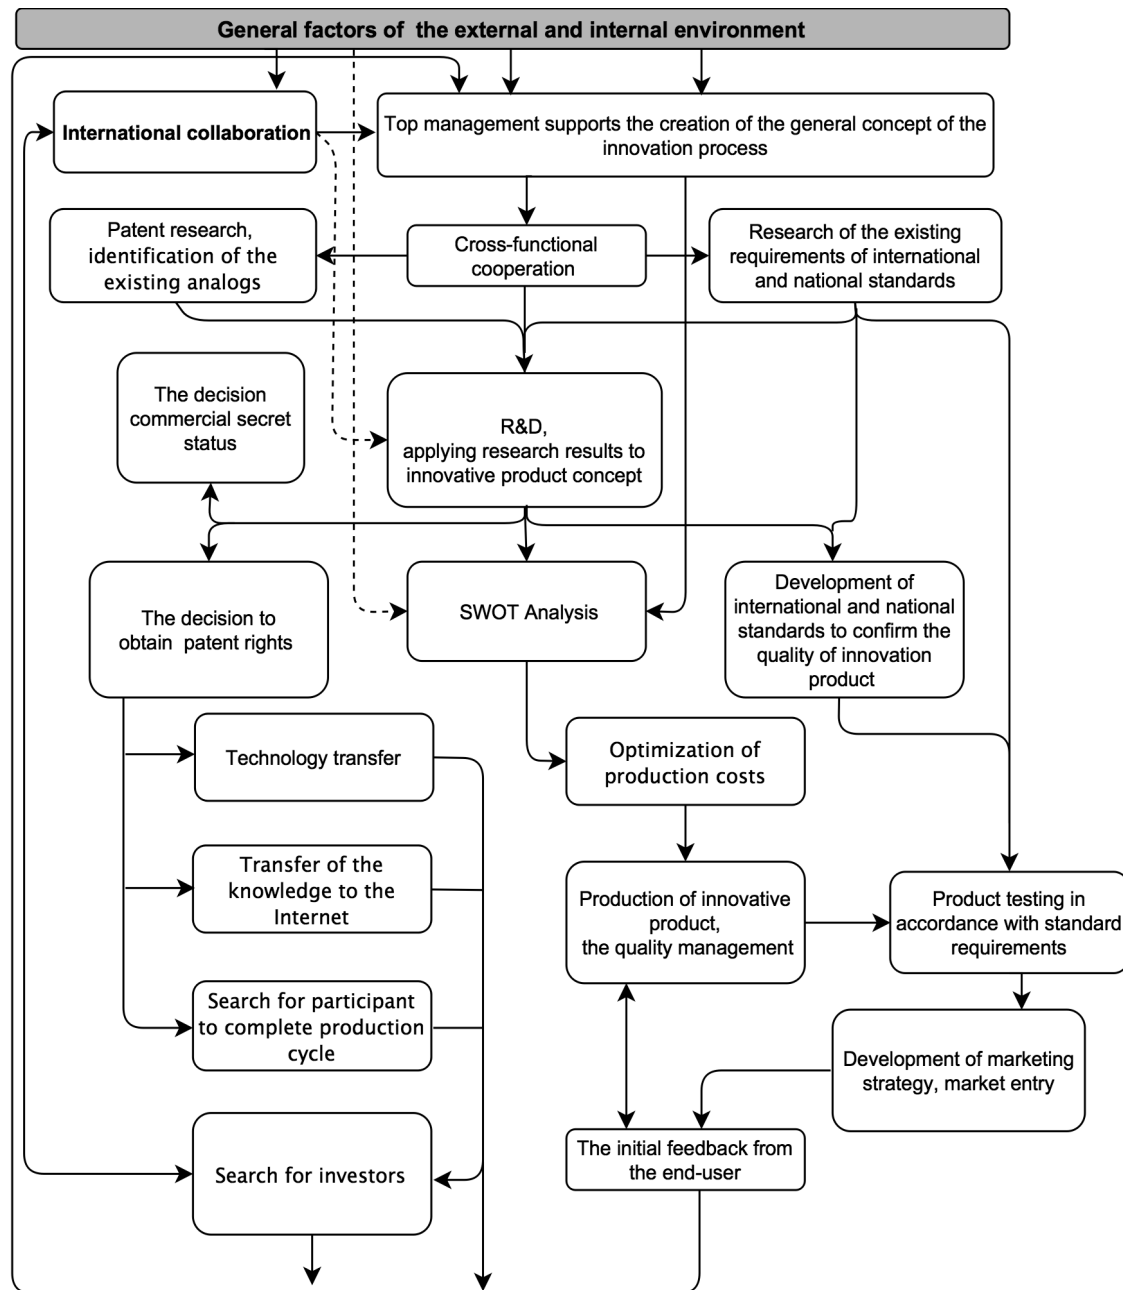 General factors of  the external and internal environment
International collaboration
Top management supports the creation of the general concept of the
innovation process
Patent research,
identification of the
existing analogs
Cross-functional
cooperation
Research of the existing
requirements of international
and national standards
The decision
commercial secret
status
R&D,
applying research results to
innovative product concept
The decision to
obtain  patent rights
SWOT Analysis
Development of
international and national
standards to confirm the
quality of innovation
product
Technology transfer
Optimization of
production costs
Transfer of the
knowledge to the
Internet
Production of innovative
product,
the quality management
Product testing in
accordance with standard
requirements
Search for participant
to complete production
cycle
Development of marketing
strategy, market entry
Search for investors
The initial feedback from
the end-user